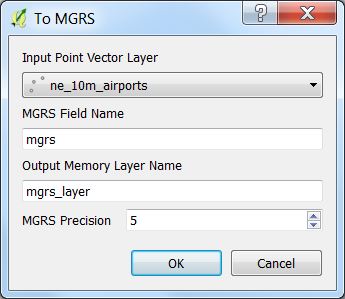 To MGRS
Input Point Vector Layer
ne_10m_airports
MGRS Field Name
mgrs
Output Memory Layer Name
mgrs_layer
MGRS Precision 5
OK Cancel